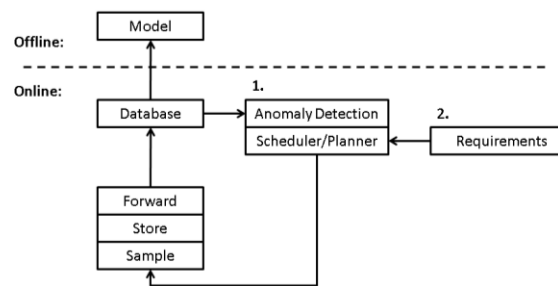 Model
Offline:
Online:
1.
Database
Anomaly Detection
2.
Scheduler/Planner
Requirements
Forward
Store
Sample